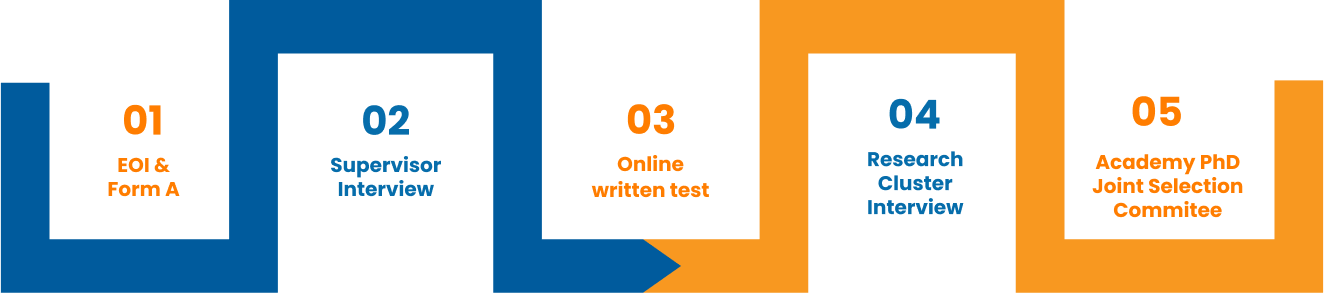 01
EOI &
Form A
02
Supervisor
Interview
03
Online
written test
04
Research
Cluster
Interview
05
Academy PhD
Joint Selection
Commitee